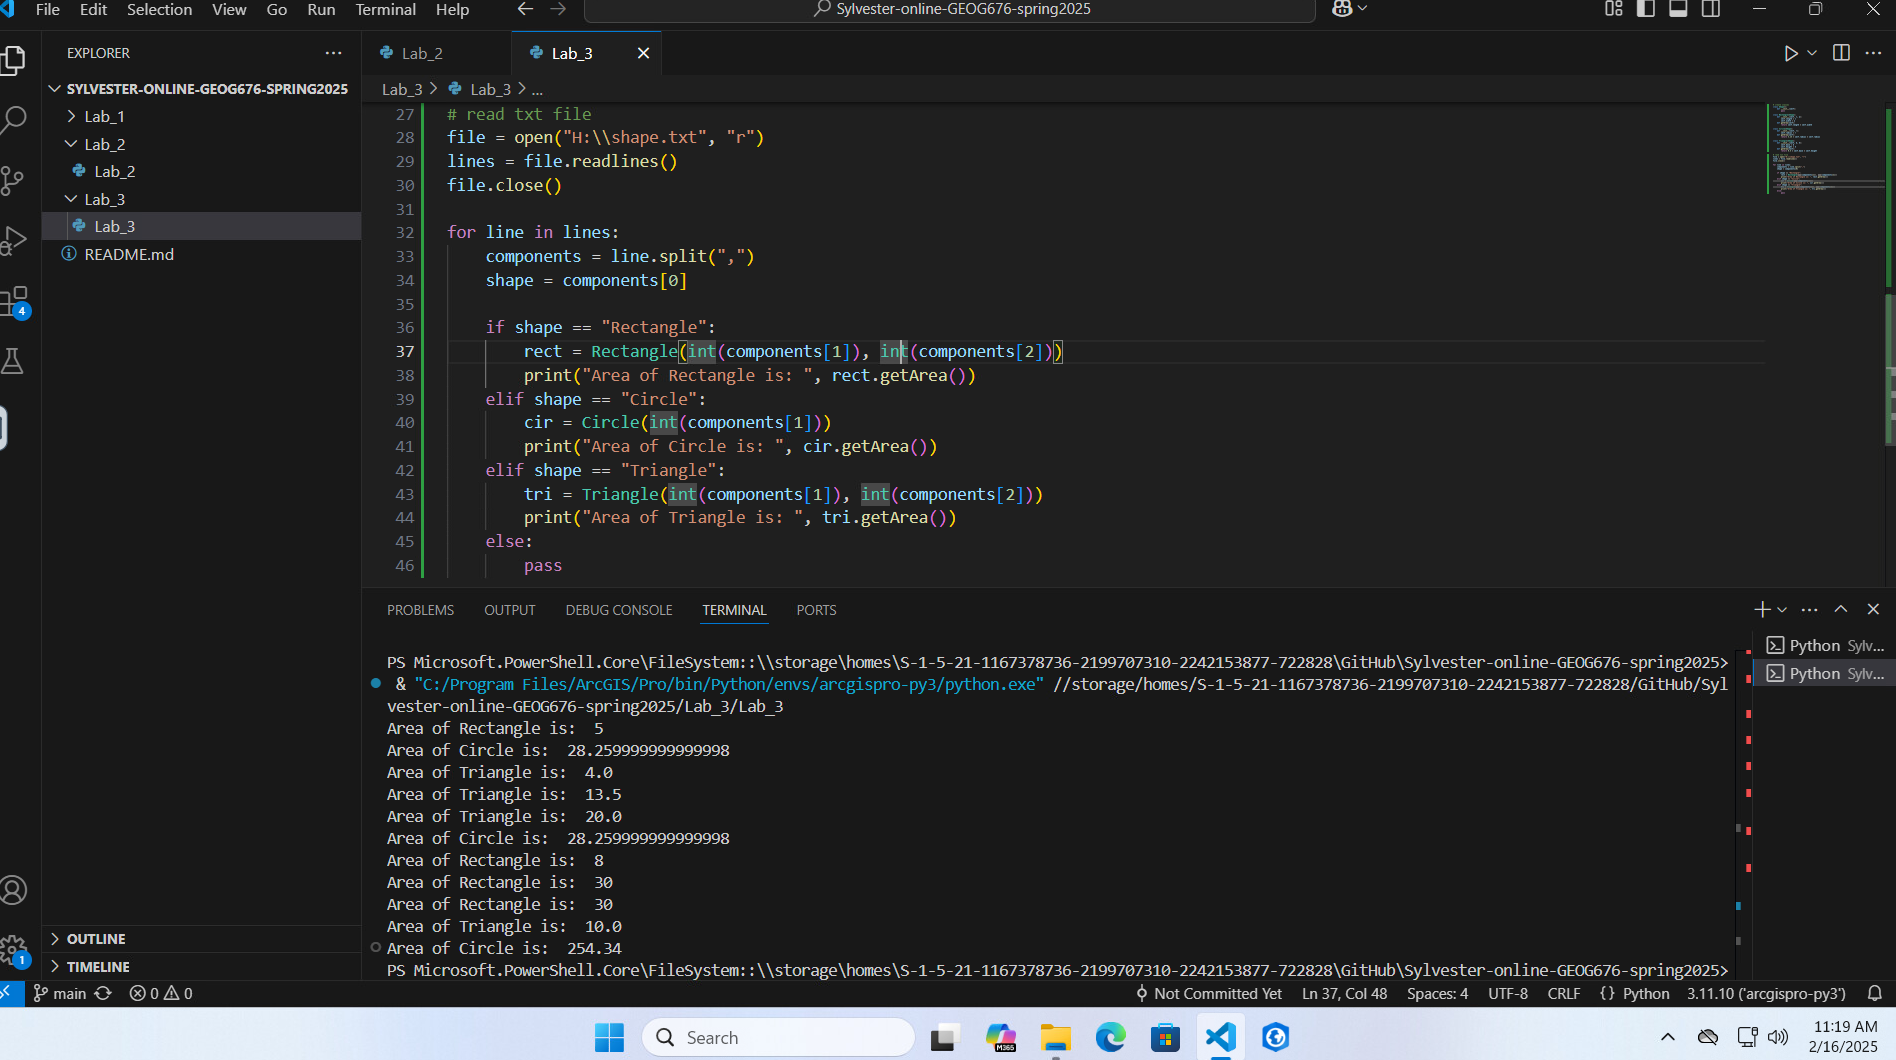 File Edit Selection View Go Run Terminal Help
Sylvester-online-GEOG676-spring2025
EXPLORER
SYLVESTER-ONLINE-GEOG676-SPRING2025
Lab_1
Lab_2
Lab_2
Lab_3
Lab_3
README.md
OUTLINE
TIMELINE
4
1
Lab_2
Lab_3
Lab_3 > Lab_3 > ...
27 # read txt file
28 file = open("H:\\shape.txt", "r")
29 lines = file.readlines()
30 file.close()
31
32 for line in lines:
33 components = line.split(",")
34 shape = components[0]
35
36 if shape == "Rectangle":
37 rect = Rectangle(int(components[1]), int(components[2]))
38 print("Area of Rectangle is: ", rect.getArea())
39 elif shape == "Circle":
40 cir = Circle(int(components[1]))
41 print("Area of Circle is: ", cir.getArea())
42 elif shape == "Triangle":
43 tri = Triangle(int(components[1]), int(components[2]))
44 print("Area of Triangle is: ", tri.getArea())
45 else:
46 pass
PROBLEMS OUTPUT DEBUG CONSOLE TERMINAL PORTS
Python Sylv...
Python Sylv...
PS Microsoft.PowerShell.Core\FileSystem::\\storage\homes\S-1-5-21-1167378736-2199707310-2242153877-722828\GitHub\Sylvester-online-GEOG676-spring2025>
& "C:/Program Files/ArcGIS/Pro/bin/Python/envs/arcgispro-py3/python.exe" //storage/homes/S-1-5-21-1167378736-2199707310-2242153877-722828/GitHub/Syl
vester-online-GEOG676-spring2025/Lab_3/Lab_3
Area of Rectangle is:  5
Area of Circle is:  28.259999999999998
Area of Triangle is:  4.0
Area of Triangle is:  13.5
Area of Triangle is:  20.0
Area of Circle is:  28.259999999999998
Area of Rectangle is:  8
Area of Rectangle is:  30
Area of Rectangle is:  30
Area of Triangle is:  10.0
Area of Circle is:  254.34
PS Microsoft.PowerShell.Core\FileSystem::\\storage\homes\S-1-5-21-1167378736-2199707310-2242153877-722828\GitHub\Sylvester-online-GEOG676-spring2025>
main 0 0 Not Committed Yet Ln 37, Col 48 Spaces: 4 UTF-8 CRLF {} Python 3.11.10 ('arcgispro-py3')
Search
M365
11:19 AM
2/16/2025